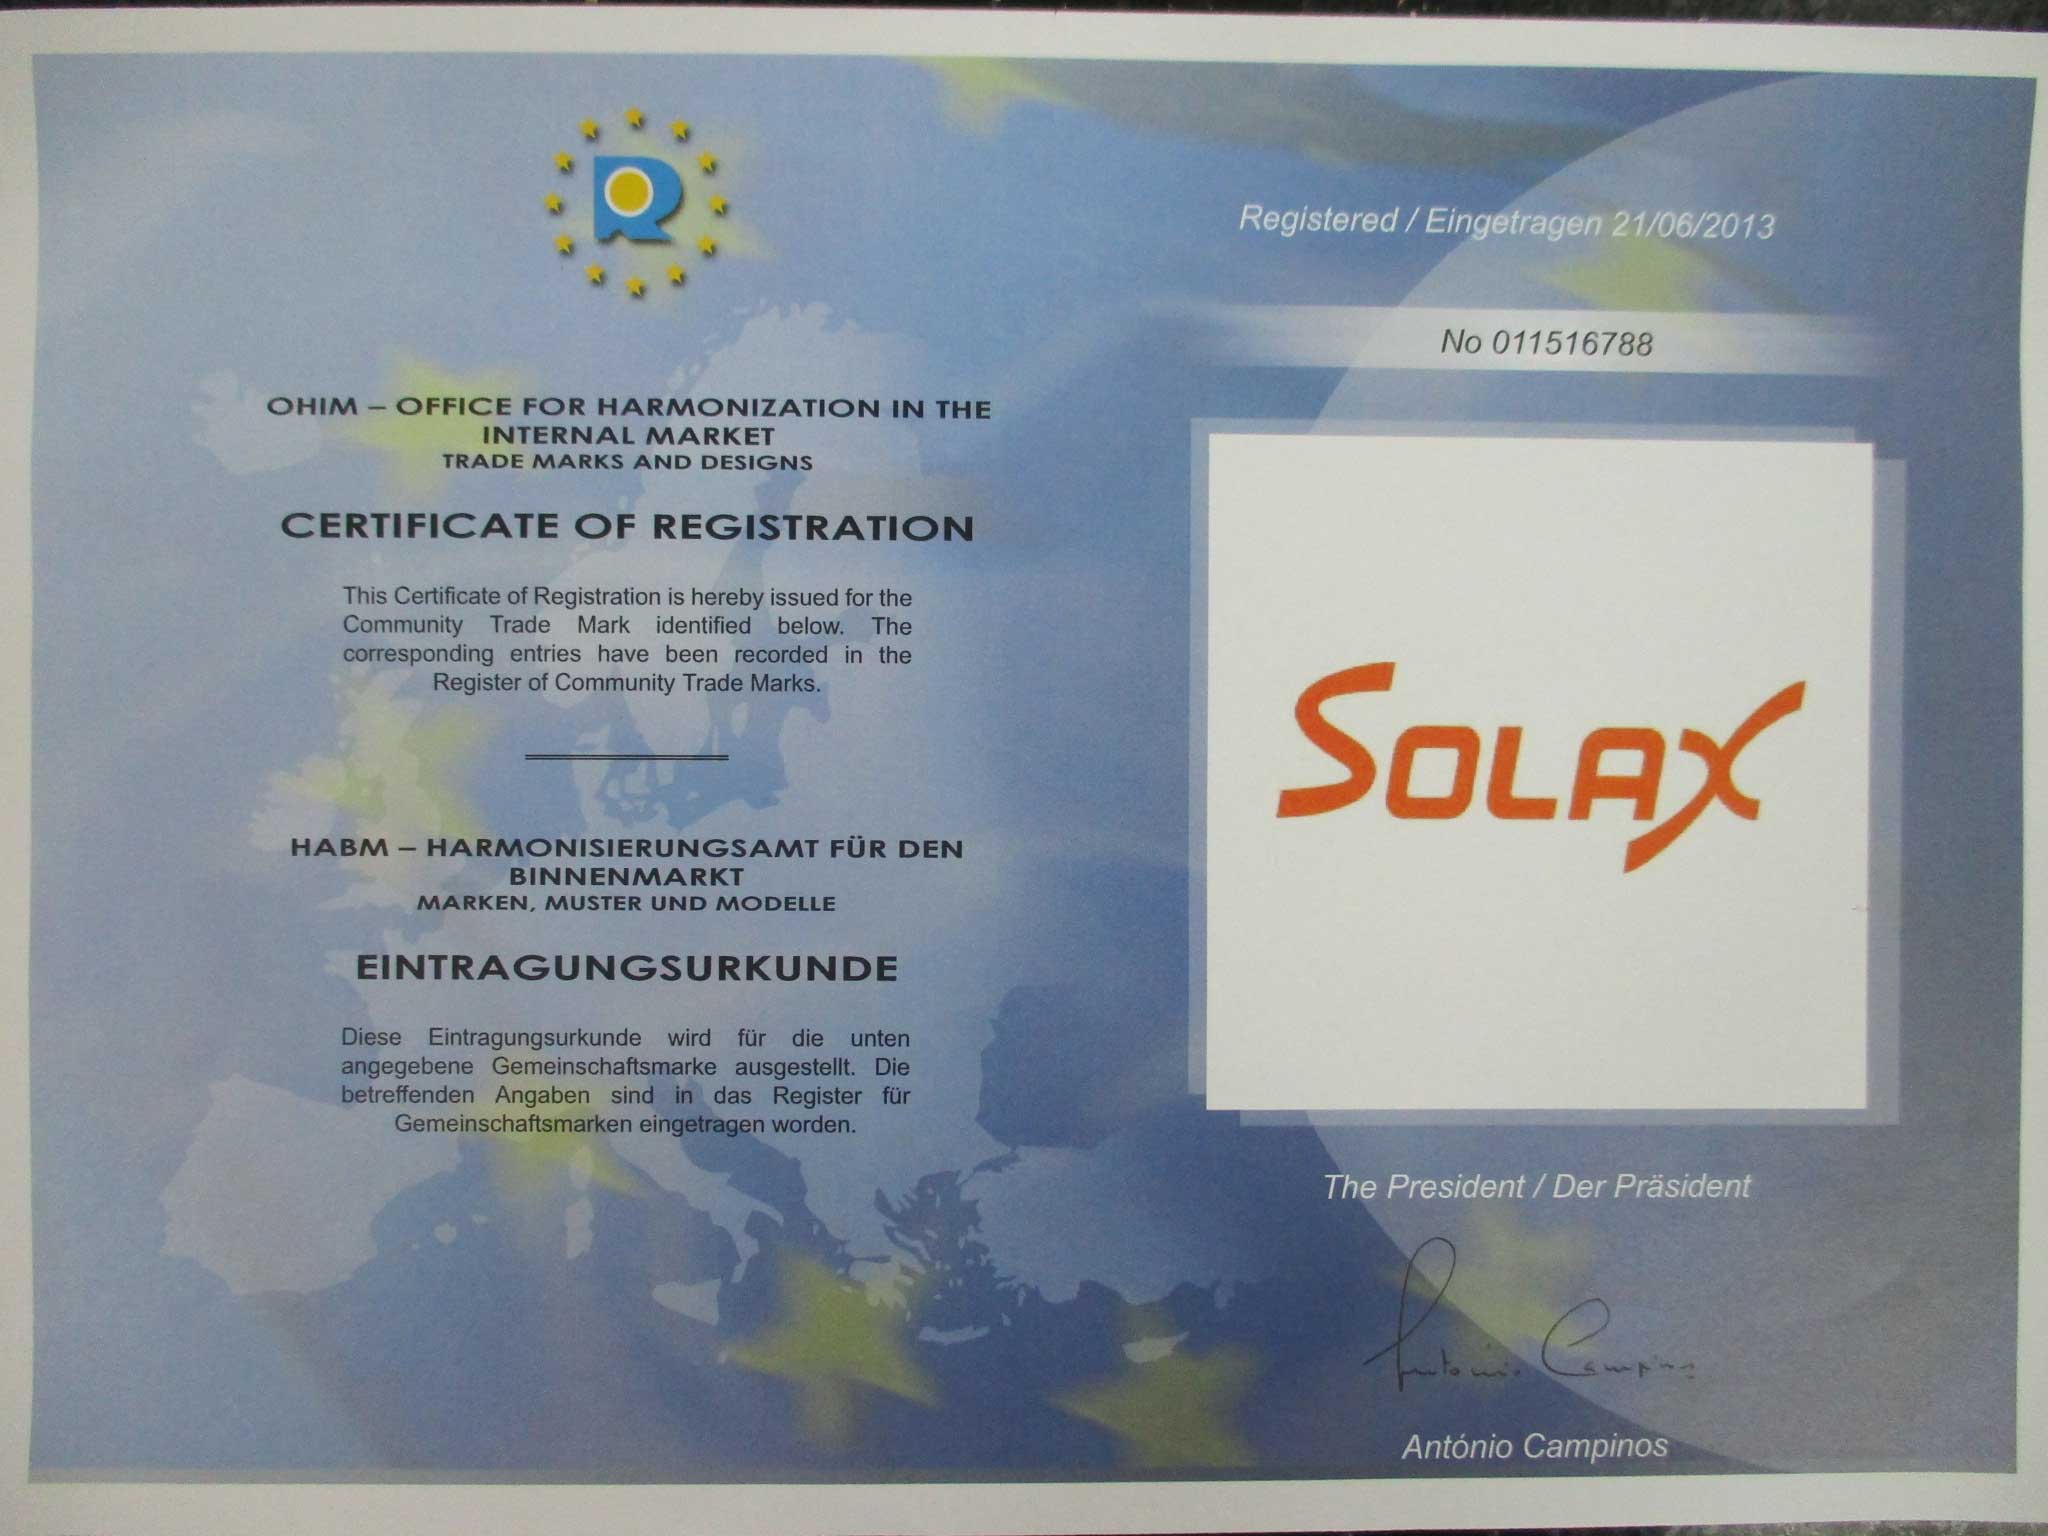 OHIM – OFFICE FOR HARMONIZATION IN THE
INTERNAL MARKET
TRADE MARKS AND DESIGNS
CERTIFICATE OF REGISTRATION
This Certificate of Registration is hereby issued for the
Community Trade Mark identified below. The
corresponding entries have been recorded in the
Register of Community Trade Marks.
HABM – HARMONISIERUNGSAMT FÜR DEN
BINNENMARKT
MARKEN, MUSTER UND MODELLE
EINTRAGUNGSURKUNDE
Diese Eintragungsurkunde wird für die unten
angegebene Gemeinschaftsmarke ausgestellt. Die
betreffenden Angaben sind in das Register für
Gemeinschaftsmarken eingetragen worden.
Registered / Eingetragen 21/06/2013
No 011516788
SOLAX
The President / Der Präsident
António Campinos
António Campinos